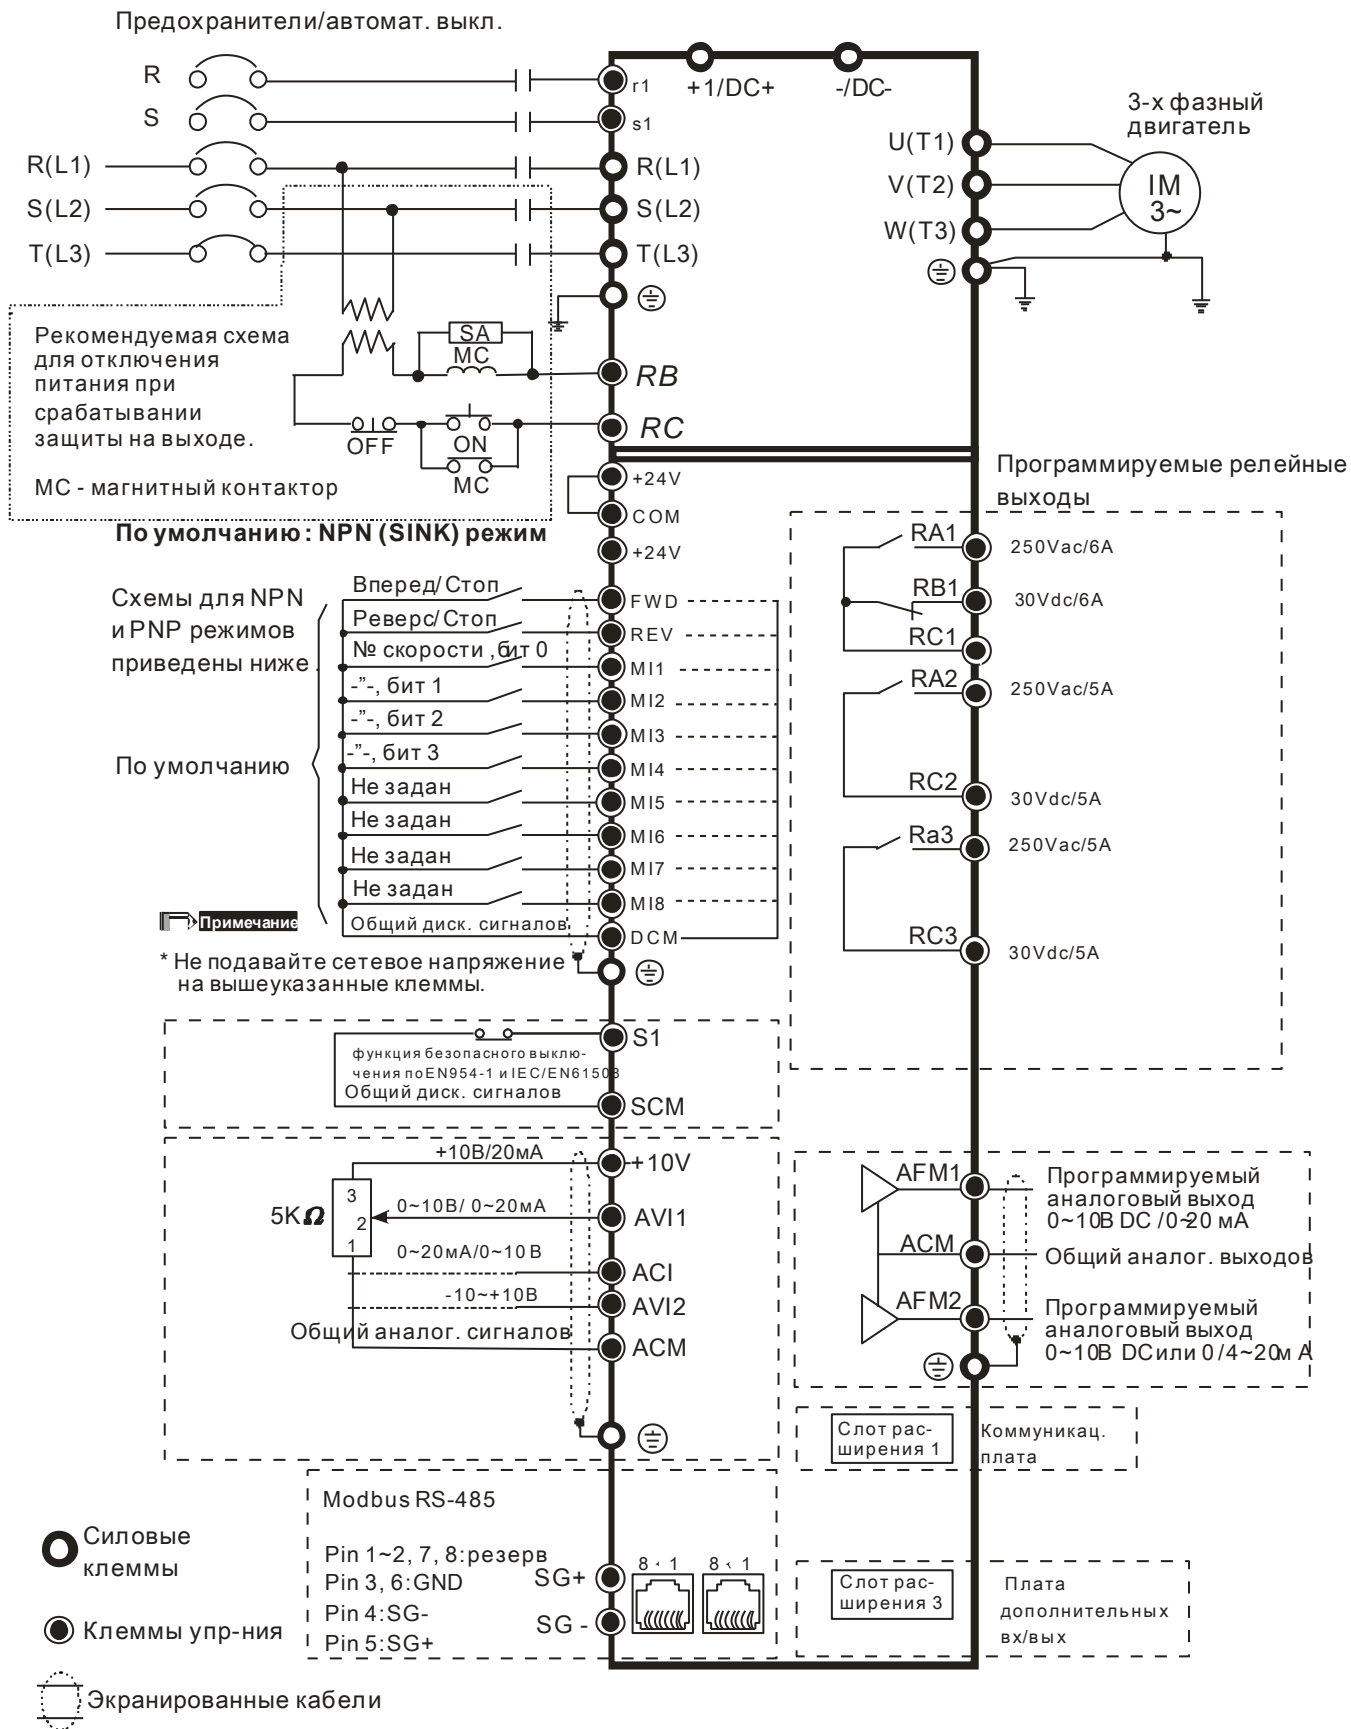 Предохранители/автомат. выкл.
R
r1
+1/DC+
-/DC-
S
s1
3-х фазный
двигатель
U(T1)
R(L1)
R(L1)
V(T2)
IM
3~
S(L2)
S(L2)
W(T3)
T(L3)
T(L3)
Рекомендуемая схема
для отключения
питания при
срабатывании
защиты на выходе.
МС - магнитный контактор
SA
MC
RB
OFF
ON
MC
RC
+24V
COM
+24V
По умолчанию: NPN (SINK) режим
Схемы для NPN
и PNP режимов
приведены ниже.
По умолчанию
Вперед/Стоп
FWD
Реверс/Стоп
REV
№ скорости ,бит 0
MI1
-”-, бит 1
MI2
-”-, бит 2
MI3
-”-, бит 3
MI4
Не задан
MI5
Не задан
MI6
Не задан
MI7
Не задан
MI8
Общий диск. сигналов
DCM
Примечание
* Не подавайте сетевое напряжение
на вышеуказанные клеммы.
Программируемые релейные
выходы
RA1
250Vac/6A
RB1
30Vdc/6A
RC1
RA2
250Vac/5A
RC2
30Vdc/5A
Ra3
250Vac/5A
RC3
30Vdc/5A
S1
функция безопасного выклю-
чения по EN954-1 и IEC/EN61508
Общий диск. сигналов
SCM
+10В/20мА
+10V
5KΩ
3
2
1
0~10В/ 0~20мА
AVI1
0~20мА/0~10 В
ACI
-10~+10В
AVI2
Общий аналог. сигналов
ACM
AFM1
Программируемый
аналоговый выход
0~10В DC /0~20 мА
ACM
Общий аналог. выходов
AFM2
Программируемый
аналоговый выход
0~10В DCили 0/4~20м А
Слот рас-
ширения 1
Коммуникац.
плата
Modbus RS-485
Pin 1~2, 7, 8:резерв
Pin 3, 6:GND
Pin 4:SG-
Pin 5:SG+
SG+
SG -
8 1
8 1
Слот рас-
ширения 3
Плата
дополнительных
вх/вых
Силовые
клеммы
Клеммы упр-ния
Экранированные кабели